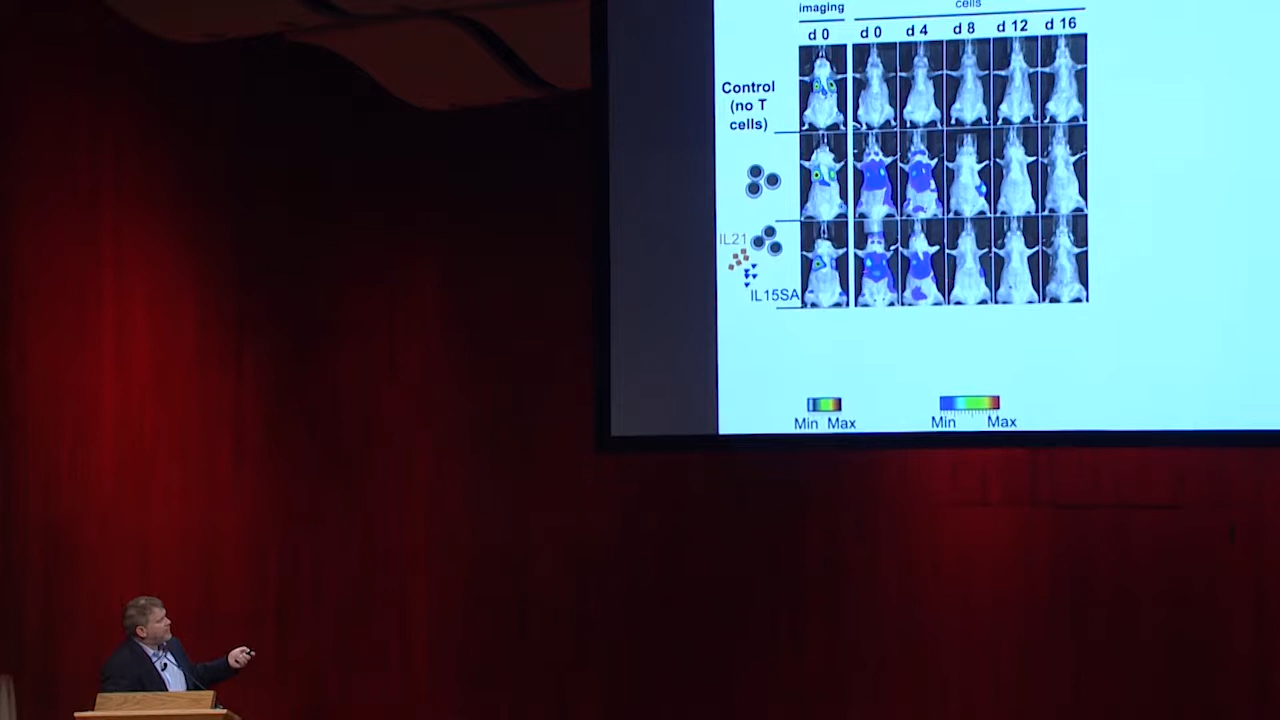 imaging
cells
d 0
d 0
d 4
d 8
d 12
d 16
Control
(no T
cells)
IL21
IL15SA
Min Max
Min Max